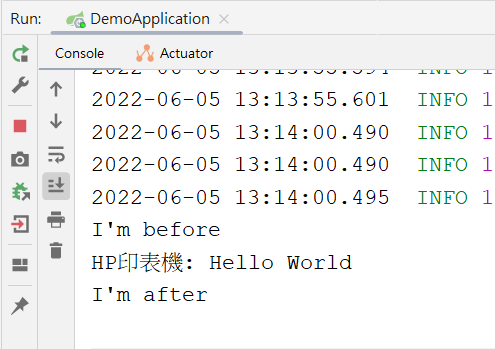 Run: DemoApplication
Console Actuator
2022-06-05 13:13:55.601 INFO 1
2022-06-05 13:14:00.490 INFO 1
2022-06-05 13:14:00.490 INFO 1
2022-06-05 13:14:00.495 INFO 1
I'm before
HP印表機: Hello World
I'm after